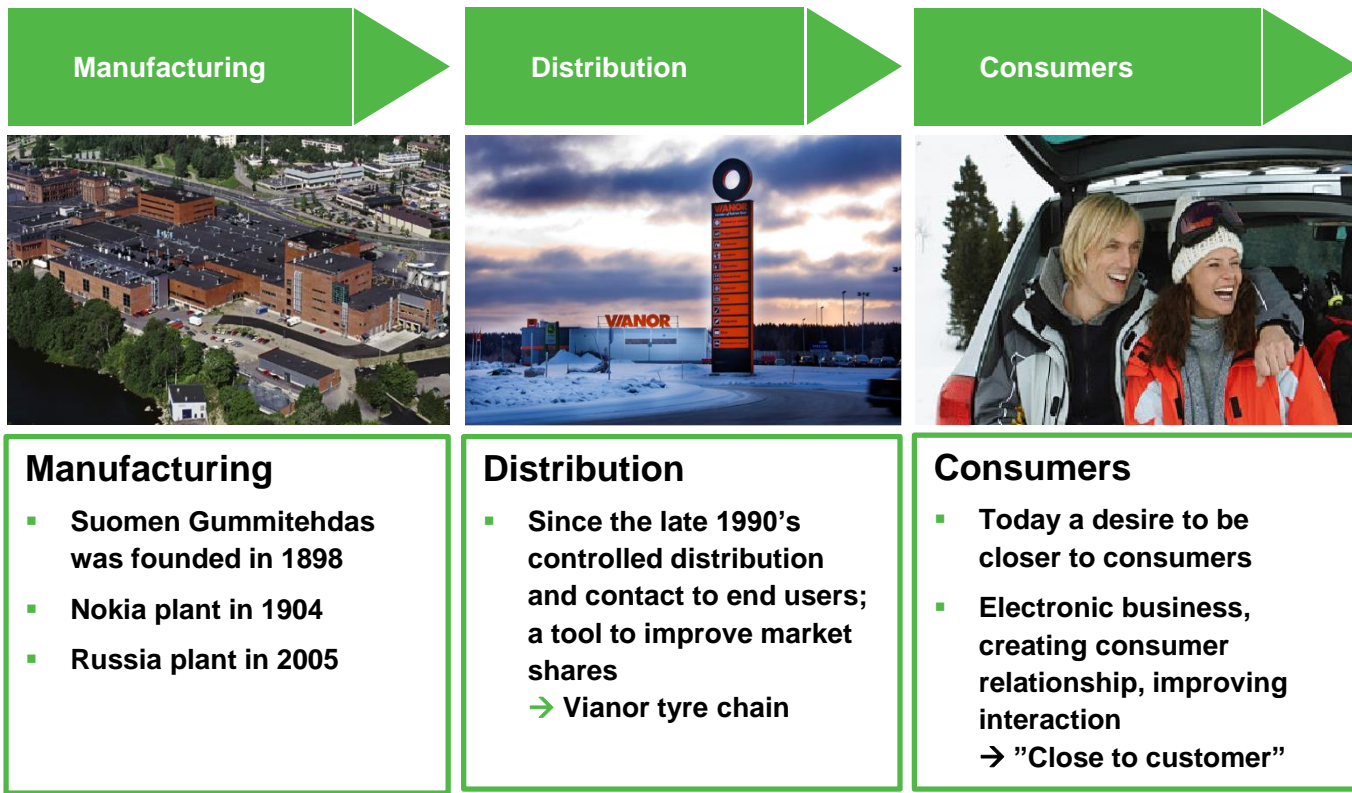 Manufacturing
Distribution
Consumers
VIANOR
VIANOR
Manufacturing
▪ Suomen Gummitehdas
was founded in 1898
▪ Nokia plant in 1904
▪ Russia plant in 2005
Distribution
▪ Since the late 1990’s
controlled distribution
and contact to end users;
a tool to improve market
shares
→ Vianor tyre chain
Consumers
▪ Today a desire to be
closer to consumers
▪ Electronic business,
creating consumer
relationship, improving
interaction
→ ”Close to customer”